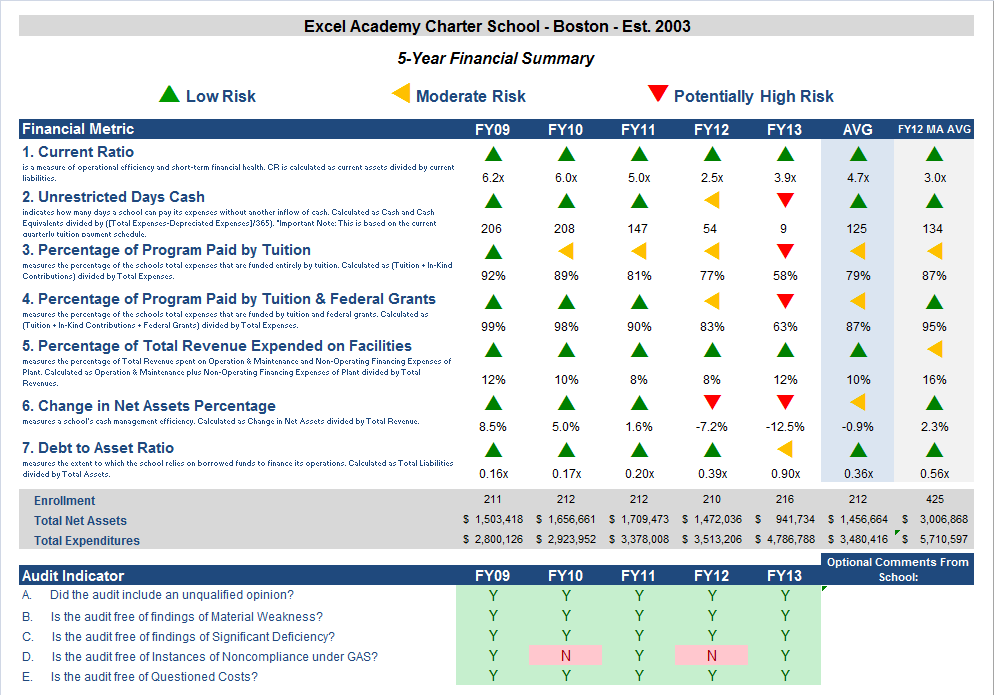 Excel Academy Charter School - Boston - Est. 2003
5-Year Financial Summary
Low Risk Moderate Risk Potentially High Risk
Financial Metric FY09 FY10 FY11 FY12 FY13 AVG FY12 MA AVG
1. Current Ratio
is a measure of operational efficiency and short-term financial health. CR is calculated as current assets divided by current
liabilities.
6.2x 6.0x 5.0x 2.5x 3.9x 4.7x 3.0x
2. Unrestricted Days Cash
indicates how many days a school can pay its expenses without another inflow of cash. Calculated as Cash and Cash
Equivalents divided by ([Total Expenses-Depreciated Expenses]/365). *Important Note: This is based on the current
quarterly tuition payment schedule.
206 208 147 54 9 125 134
3. Percentage of Program Paid by Tuition
measures the percentage of the schools total expenses that are funded entirely by tuition. Calculated as (Tuition + In-Kind
Contributions) divided by Total Expenses.
92% 89% 81% 77% 58% 79% 87%
4. Percentage of Program Paid by Tuition & Federal Grants
measures the percentage of the schools total expenses that are funded by tuition and federal grants. Calculated as
(Tuition + In-Kind Contributions + Federal Grants) divided by Total Expenses.
99% 98% 90% 83% 63% 87% 95%
5. Percentage of Total Revenue Expended on Facilities
measures the percentage of Total Revenue spent on Operation & Maintenance and Non-Operating Financing Expenses of
Plant. Calculated as Operation & Maintenance plus Non-Operating Financing Expenses of Plant divided by Total
Revenues.
12% 10% 8% 8% 12% 10% 16%
6. Change in Net Assets Percentage
measures a school's cash management efficiency. Calculated as Change in Net Assets divided by Total Revenue.
8.5% 5.0% 1.6% -7.2% -12.5% -0.9% 2.3%
7. Debt to Asset Ratio
measures the extent to which the school relies on borrowed funds to finance its operations. Calculated as Total Liabilities
divided by Total Assets.
0.16x 0.17x 0.20x 0.39x 0.90x 0.36x 0.56x
Enrollment 211 212 212 210 216 212 425
Total Net Assets $ 1,503,418 $ 1,656,661 $ 1,709,473 $ 1,472,036 $ 941,734 $ 1,456,664 $ 3,006,868
Total Expenditures $ 2,800,126 $ 2,923,952 $ 3,378,008 $ 3,513,206 $ 4,786,788 $ 3,480,416 $ 5,710,597
Optional Comments From
School:
Audit Indicator FY09 FY10 FY11 FY12 FY13
A. Did the audit include an unqualified opinion? Y Y Y Y Y
B. Is the audit free of findings of Material Weakness? Y Y Y Y Y
C. Is the audit free of findings of Significant Deficiency? Y Y Y Y Y
D. Is the audit free of Instances of Noncompliance under GAS? Y N Y N Y
E. Is the audit free of Questioned Costs? Y Y Y Y Y